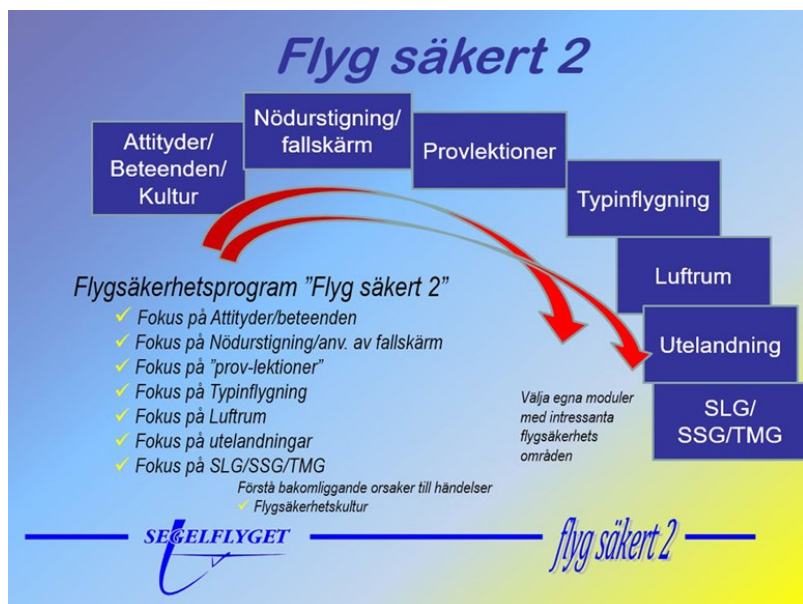 Flyg säkert 2
Attityder/
Beteenden/
Kultur
Nödurstigning/
fallskärm
Provlektioner
Typinflygning
Luftrum
Utelandning
SLG/
SSG/TMG
Flygsäkerhetsprogram ”Flyg säkert 2”
✓ Fokus på Attityder/beteenden
✓ Fokus på Nödurstigning/anv. av fallskärm
✓ Fokus på ”prov-lektioner”
✓ Fokus på Typinflygning
✓ Fokus på Luftrum
✓ Fokus på utelandningar
✓ Fokus på SLG/SSG/TMG
Välja egna moduler
med intressanta
flygsäkerhets
områden
Förstå bakomliggande orsaker till händelser
✓ Flygsäkerhetskultur
SEGELFLYGET
flyg säkert 2